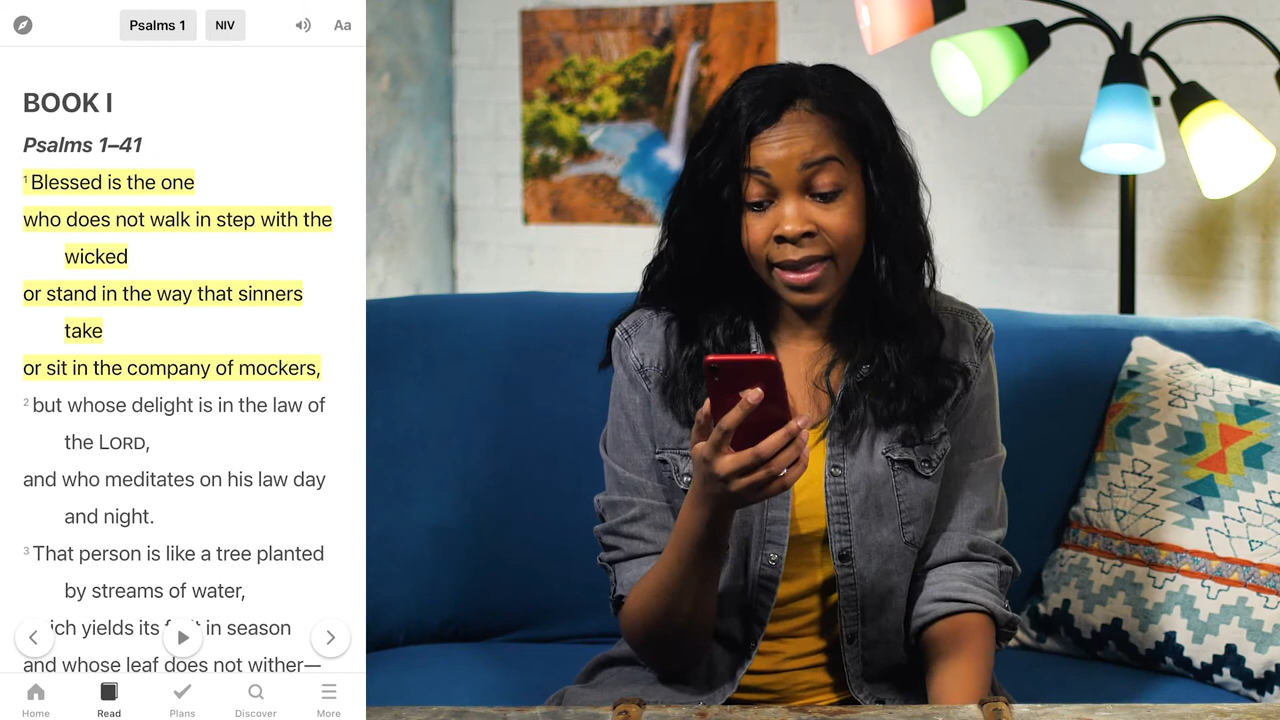 Psalms 1 NIV Aa
BOOK I
Psalms 1–41
1 Blessed is the one
who does not walk in step with the
wicked
or stand in the way that sinners
take
or sit in the company of mockers,
2 but whose delight is in the law of
the LORD,
and who meditates on his law day
and night.
3 That person is like a tree planted
by streams of water,
yields its in season
and whose leaf does not wither—
Home Read Plans Discover More